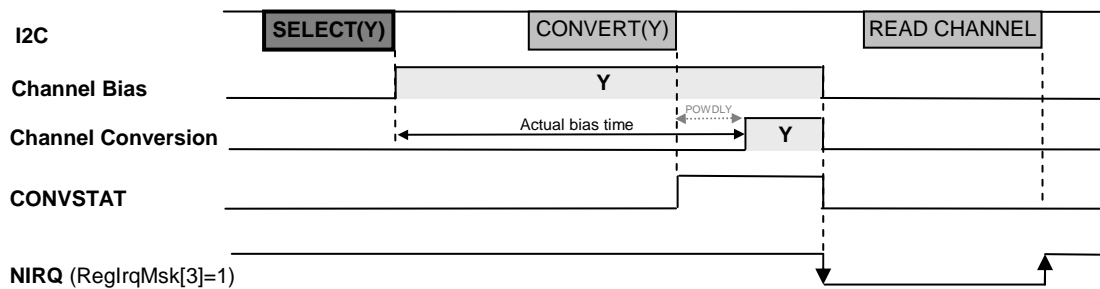 I2C
SELECT(Y)
CONVERT(Y)
READ CHANNEL
Channel Bias
Y
POWDLY
Channel Conversion
Actual bias time
Y
CONVSTAT
NIRQ (RegIrqMsk[3]=1)